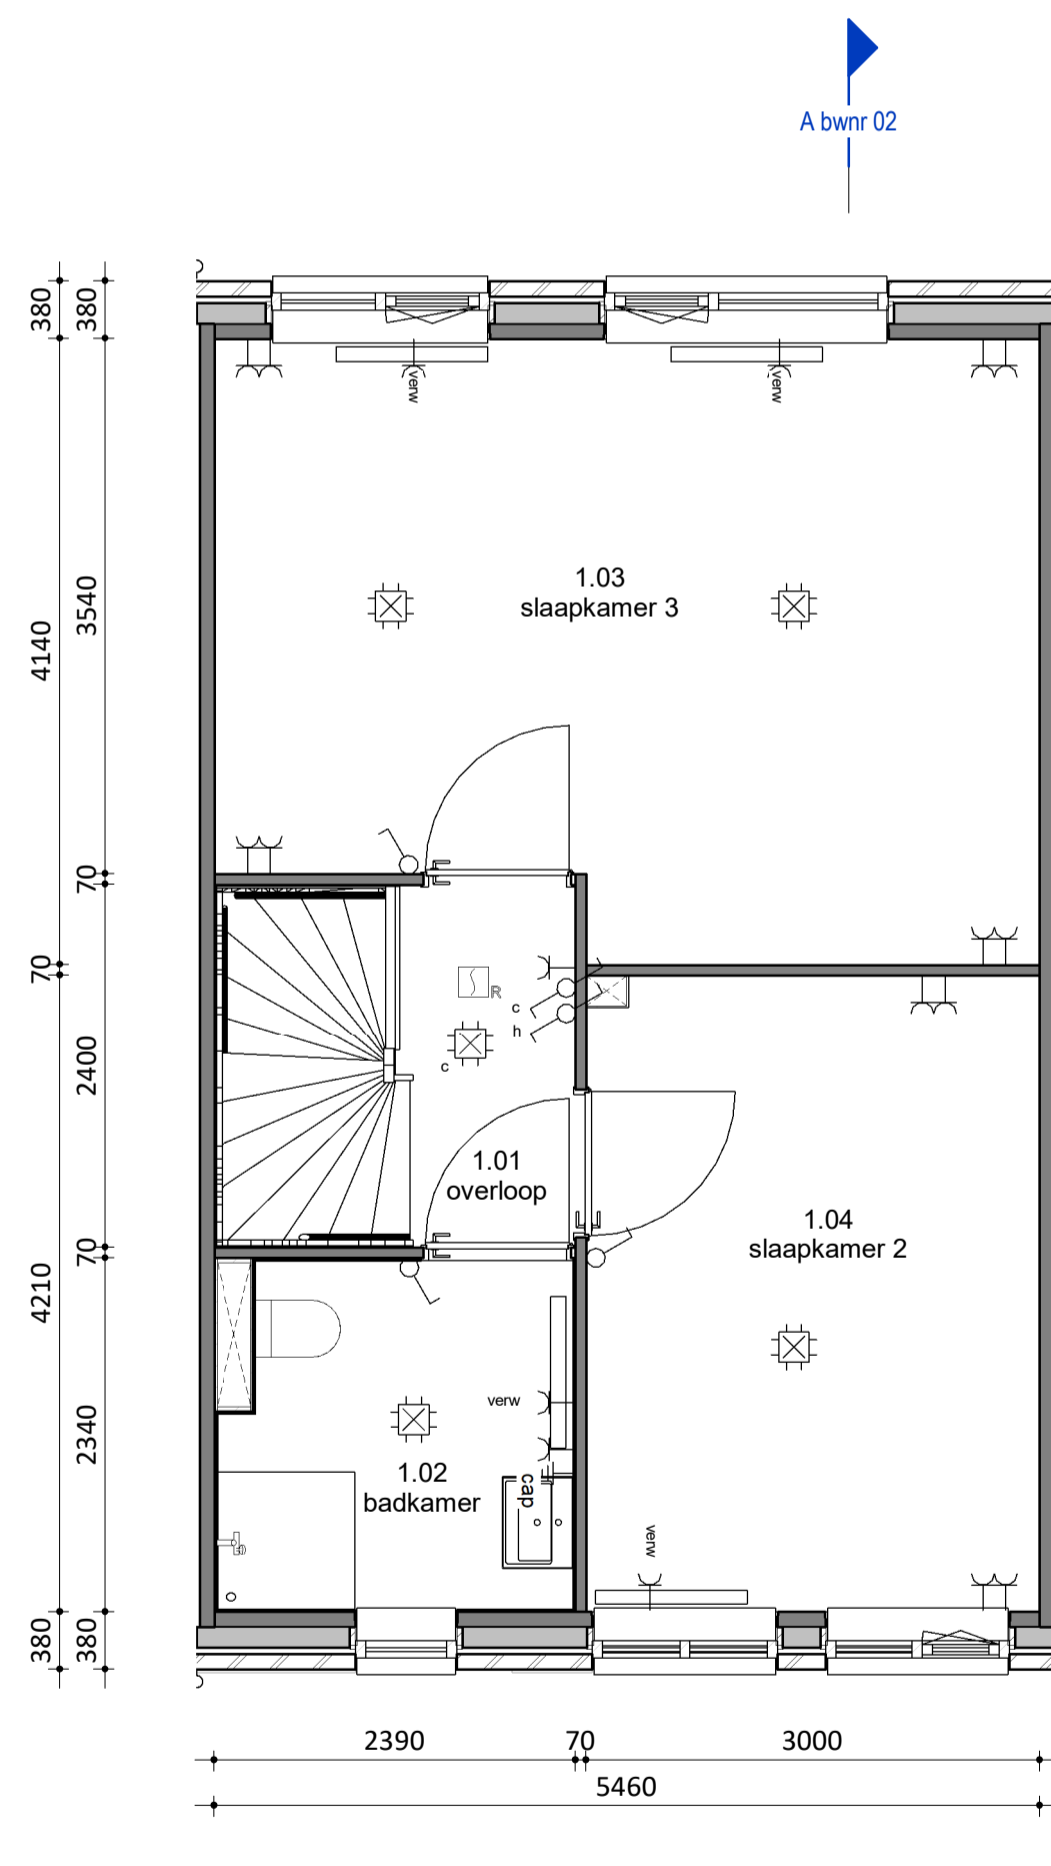 A bwnr 02
380
380
verw
verw
3540
4140
1.03
slaapkamer 3
70
70
R
c
h
c
2400
1.01
overloop
1.04
slaapkamer 2
70
4210
verw
2340
1.02
badkamer
cap
verw
380
380
2390
70
3000
5460